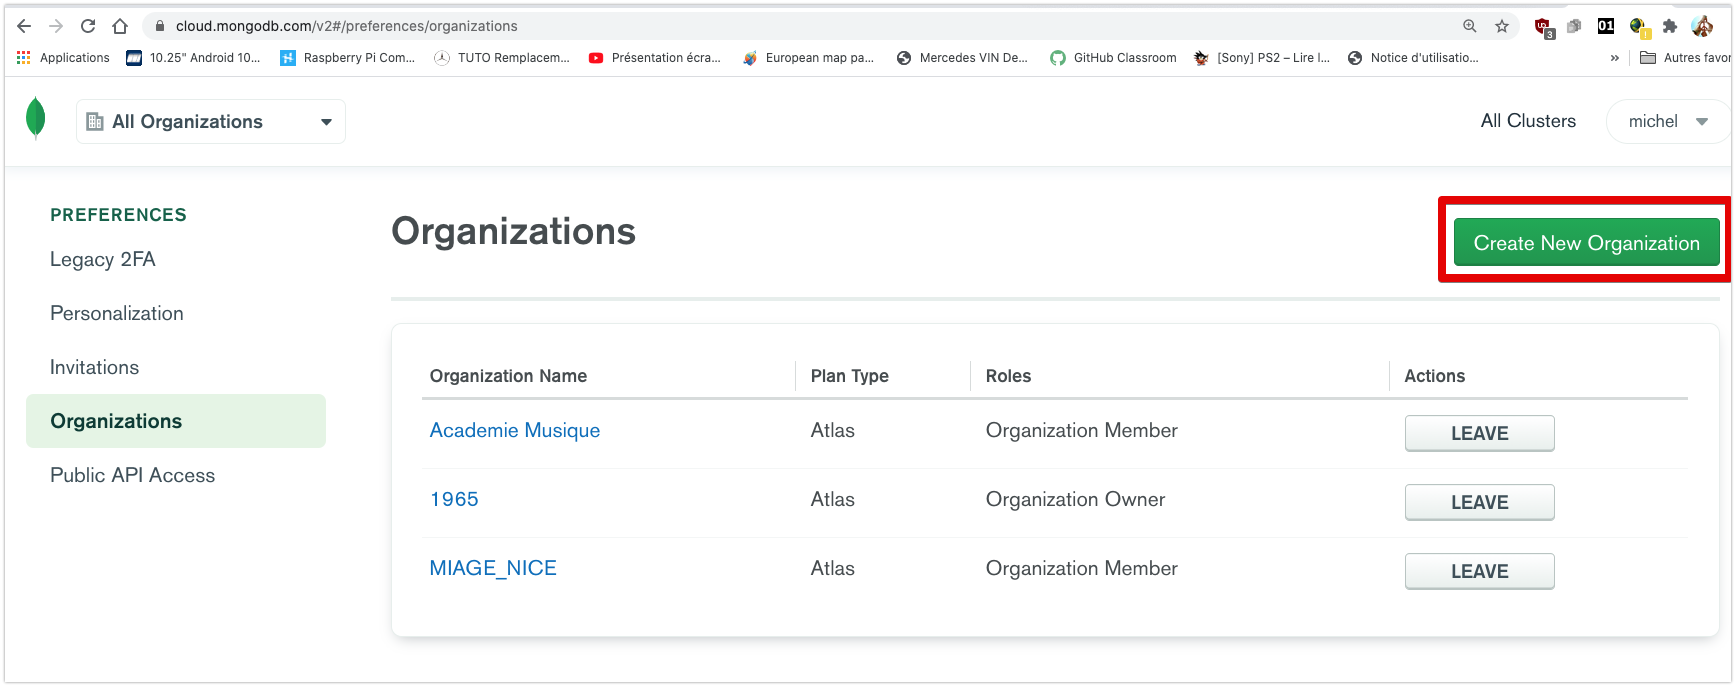 cloud.mongodb.com/v2#/preferences/organizations
3
01
1
Applications
10.25" Android 10...
Raspberry Pi Com...
TUTO Remplacem...
Présentation écra...
European map pa...
Mercedes VIN De...
GitHub Classroom
[Sony] PS2 – Lire l...
Notice d'utilisatio...
»
Autres favor
All Organizations
All Clusters
michel
PREFERENCES
Legacy 2FA
Personalization
Invitations
Organizations
Public API Access
Organizations
Create New Organization
Organization Name Plan Type Roles Actions
Academie Musique Atlas Organization Member LEAVE
1965 Atlas Organization Owner LEAVE
MIAGE_NICE Atlas Organization Member LEAVE